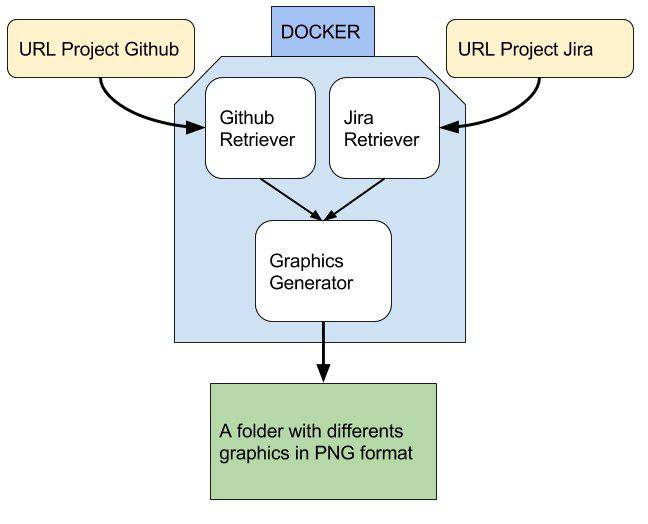 DOCKER
URL Project Github
URL Project Jira
Github
Retriever
Jira
Retriever
Graphics
Generator
A folder with differents
graphics in PNG format